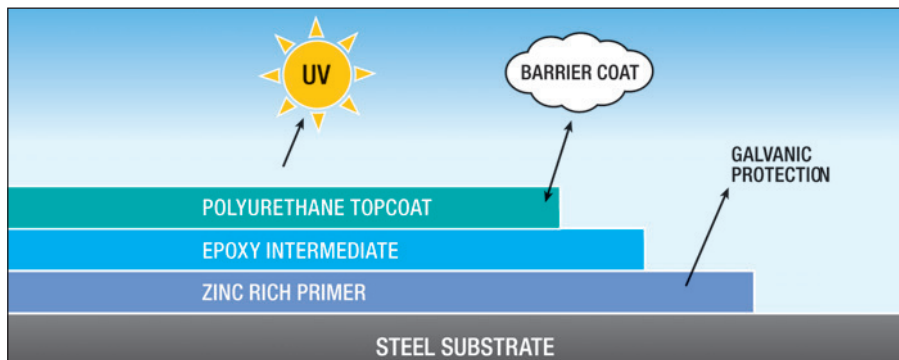 UV
BARRIER COAT
GALVANIC
PROTECTION
POLYURETHANE TOPCOAT
EPOXY INTERMEDIATE
ZINC RICH PRIMER
STEEL SUBSTRATE